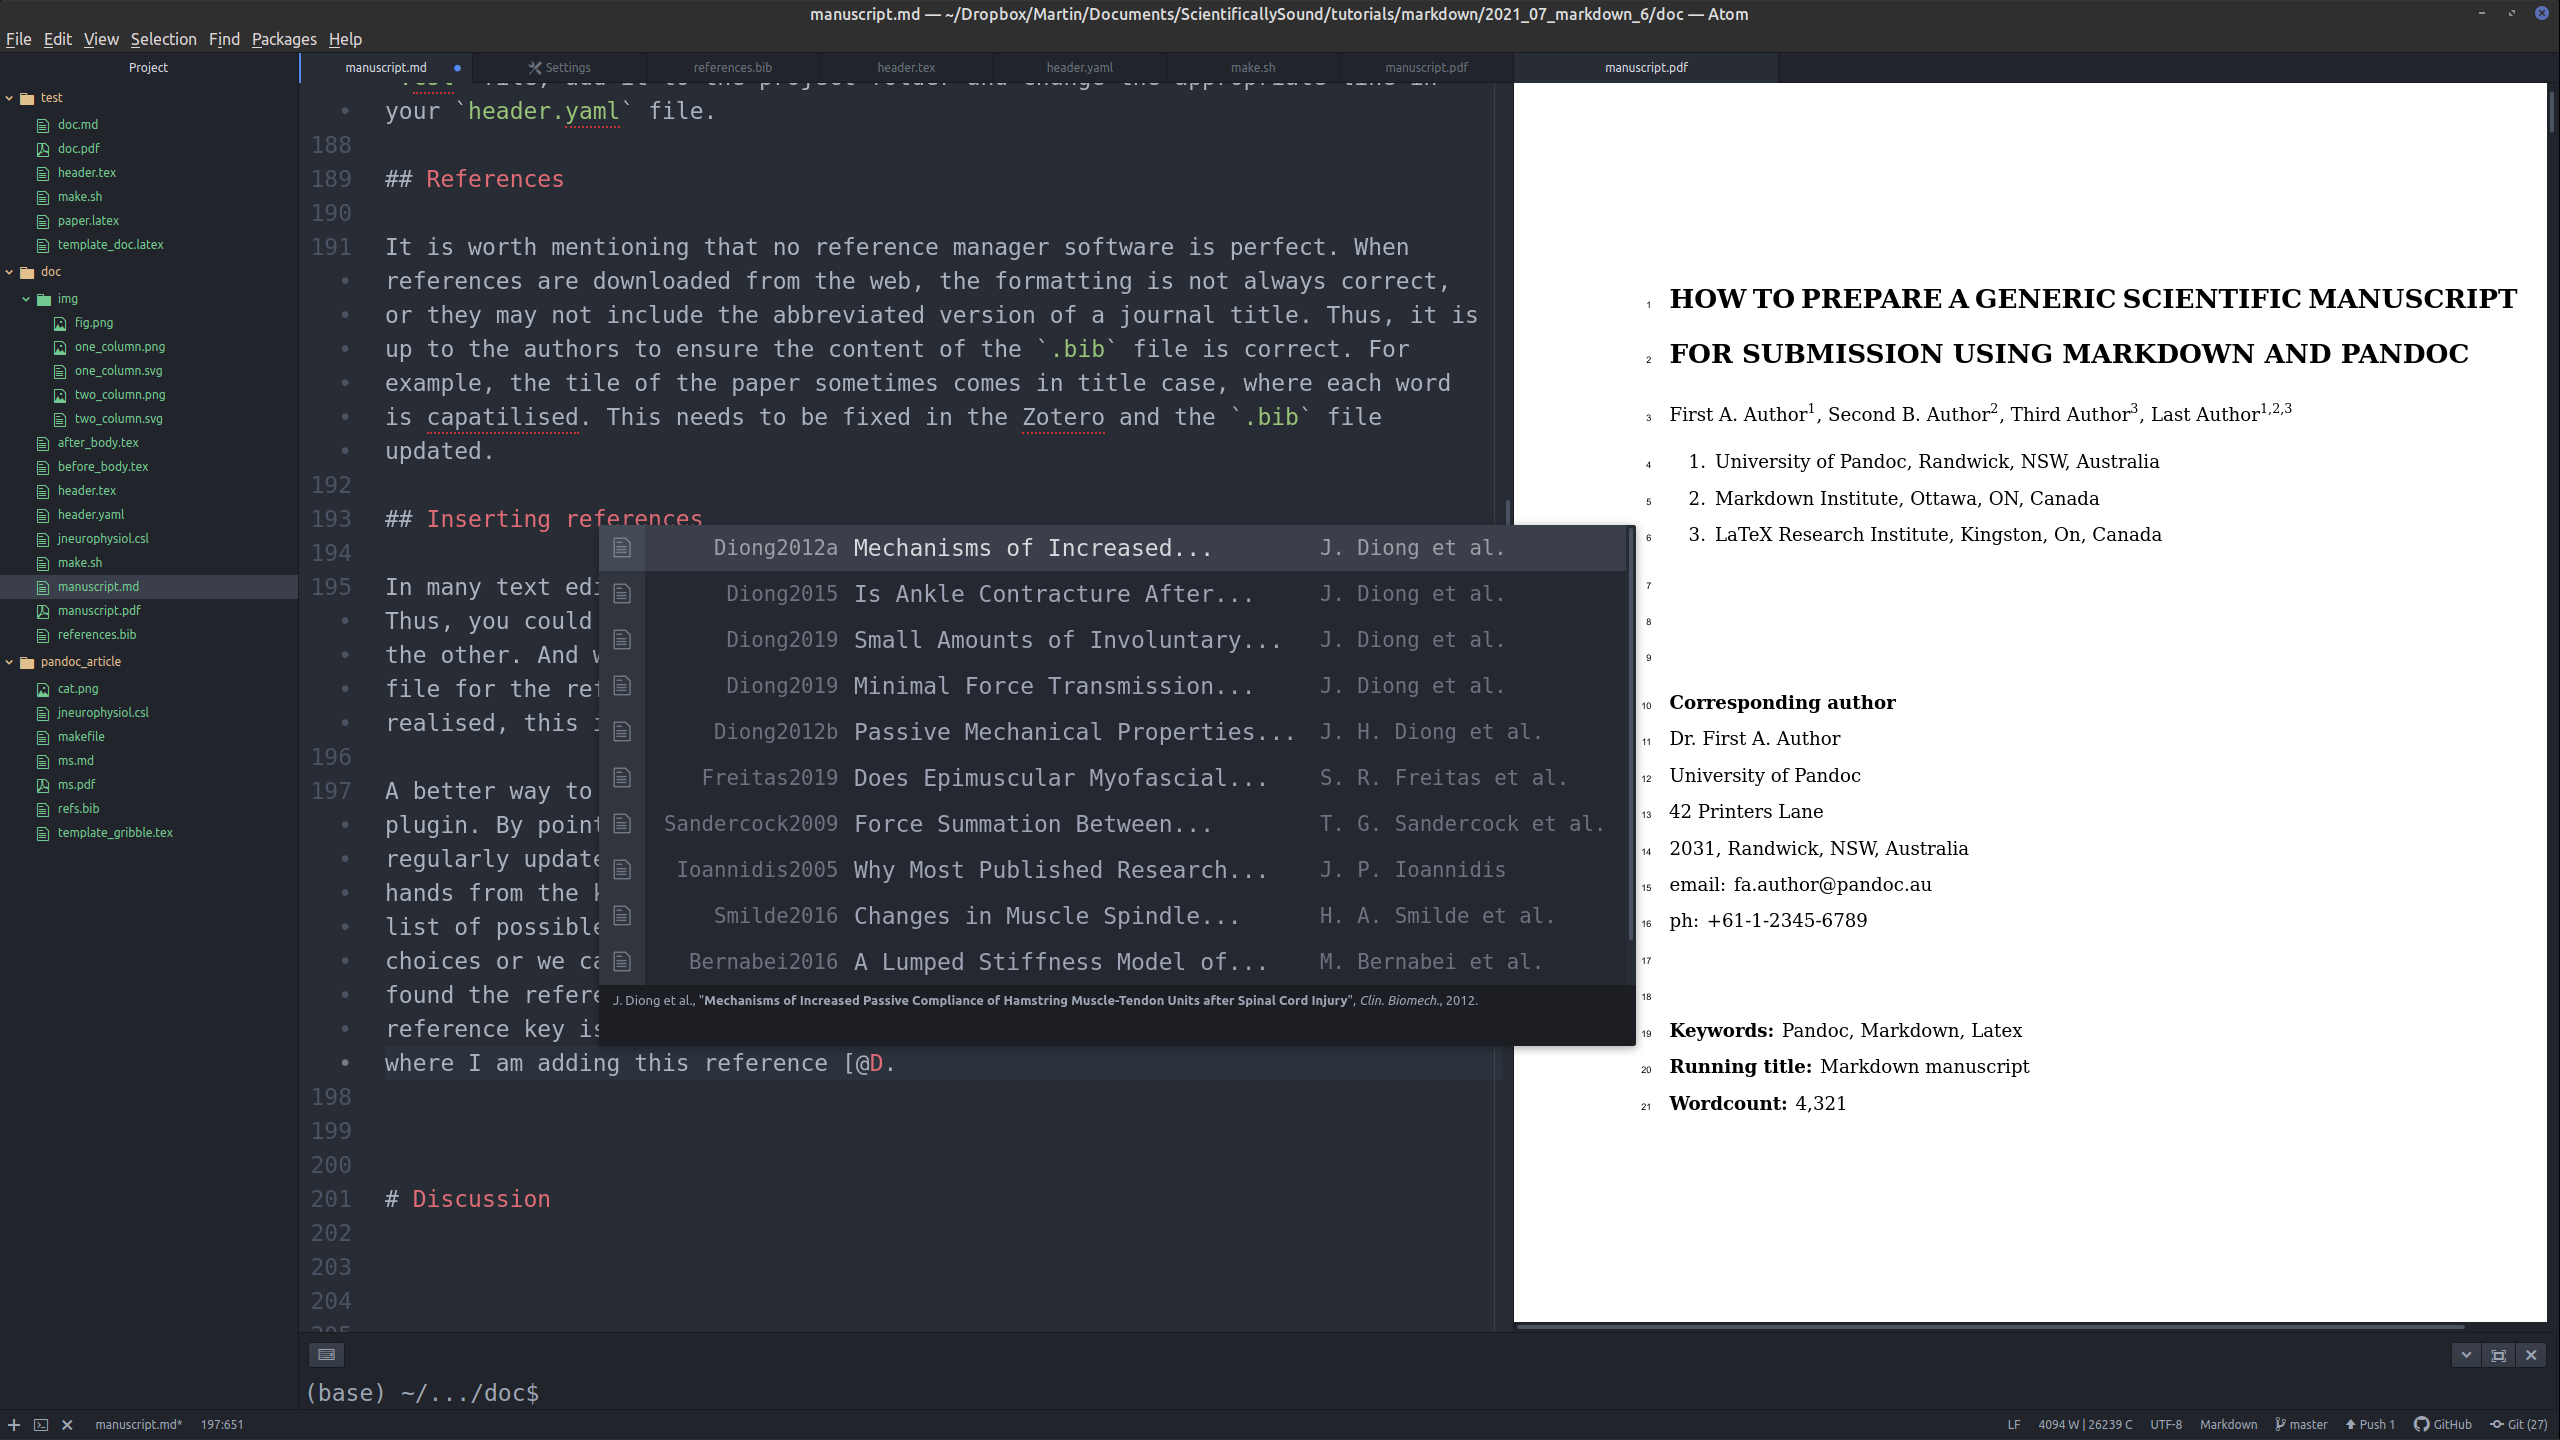 manuscript.md — ~/Dropbox/Martin/Documents/ScientificallySound/tutorials/markdown/2021_07_markdown_6/doc — Atom
File Edit View Selection Find Packages Help
Project
test
doc.md
doc.pdf
header.tex
make.sh
paper.latex
template_doc.latex
doc
img
fig.png
one_column.png
one_column.svg
two_column.png
two_column.svg
after_body.tex
before_body.tex
header.tex
header.yaml
jneurophysiol.csl
make.sh
manuscript.md
manuscript.pdf
references.bib
pandoc_article
cat.png
jneurophysiol.csl
makefile
ms.md
ms.pdf
refs.bib
template_gribble.tex
manuscript.md Settings references.bib header.tex header.yaml make.sh manuscript.pdf manuscript.pdf
your `header.yaml` file.
188
189 ## References
190
191 It is worth mentioning that no reference manager software is perfect. When
references are downloaded from the web, the formatting is not always correct,
or they may not include the abbreviated version of a journal title. Thus, it is
up to the authors to ensure the content of the `.bib` file is correct. For
example, the tile of the paper sometimes comes in title case, where each word
is capatilised. This needs to be fixed in the Zotero and the `.bib` file
updated.
192
193 ## Inserting references
194
195 In many text edi
Thus, you could
the other. And w
file for the ref
realised, this i
196
197 A better way to
plugin. By point
regularly update
hands from the k
list of possible
choices or we ca
found the refere
reference key is
where I am adding this reference [@D.
198
199
200
201 # Discussion
202
203
204
205
Diong2012a Mechanisms of Increased... J. Diong et al.
Diong2015 Is Ankle Contracture After... J. Diong et al.
Diong2019 Small Amounts of Involuntary... J. Diong et al.
Diong2019 Minimal Force Transmission... J. Diong et al.
Diong2012b Passive Mechanical Properties... J. H. Diong et al.
Freitas2019 Does Epimuscular Myofascial... S. R. Freitas et al.
Sandercock2009 Force Summation Between... T. G. Sandercock et al.
Ioannidis2005 Why Most Published Research... J. P. Ioannidis
Smilde2016 Changes in Muscle Spindle... H. A. Smilde et al.
Bernabei2016 A Lumped Stiffness Model of... M. Bernabei et al.
J. Diong et al., "Mechanisms of Increased Passive Compliance of Hamstring Muscle-Tendon Units after Spinal Cord Injury", Clin. Biomech., 2012.
1 HOW TO PREPARE A GENERIC SCIENTIFIC MANUSCRIPT
2 FOR SUBMISSION USING MARKDOWN AND PANDOC
3 First A. Author1, Second B. Author2, Third Author3, Last Author1,2,3
4 1. University of Pandoc, Randwick, NSW, Australia
5 2. Markdown Institute, Ottawa, ON, Canada
6 3. LaTeX Research Institute, Kingston, On, Canada
7
8
9
10 Corresponding author
11 Dr. First A. Author
12 University of Pandoc
13 42 Printers Lane
14 2031, Randwick, NSW, Australia
15 email: fa.author@pandoc.au
16 ph: +61-1-2345-6789
17
18
19 Keywords: Pandoc, Markdown, Latex
20 Running title: Markdown manuscript
21 Wordcount: 4,321
(base) ~/.../doc$
manuscript.md* 197:651 LF 4094 W | 26239 C UTF-8 Markdown master Push 1 GitHub Git (27)